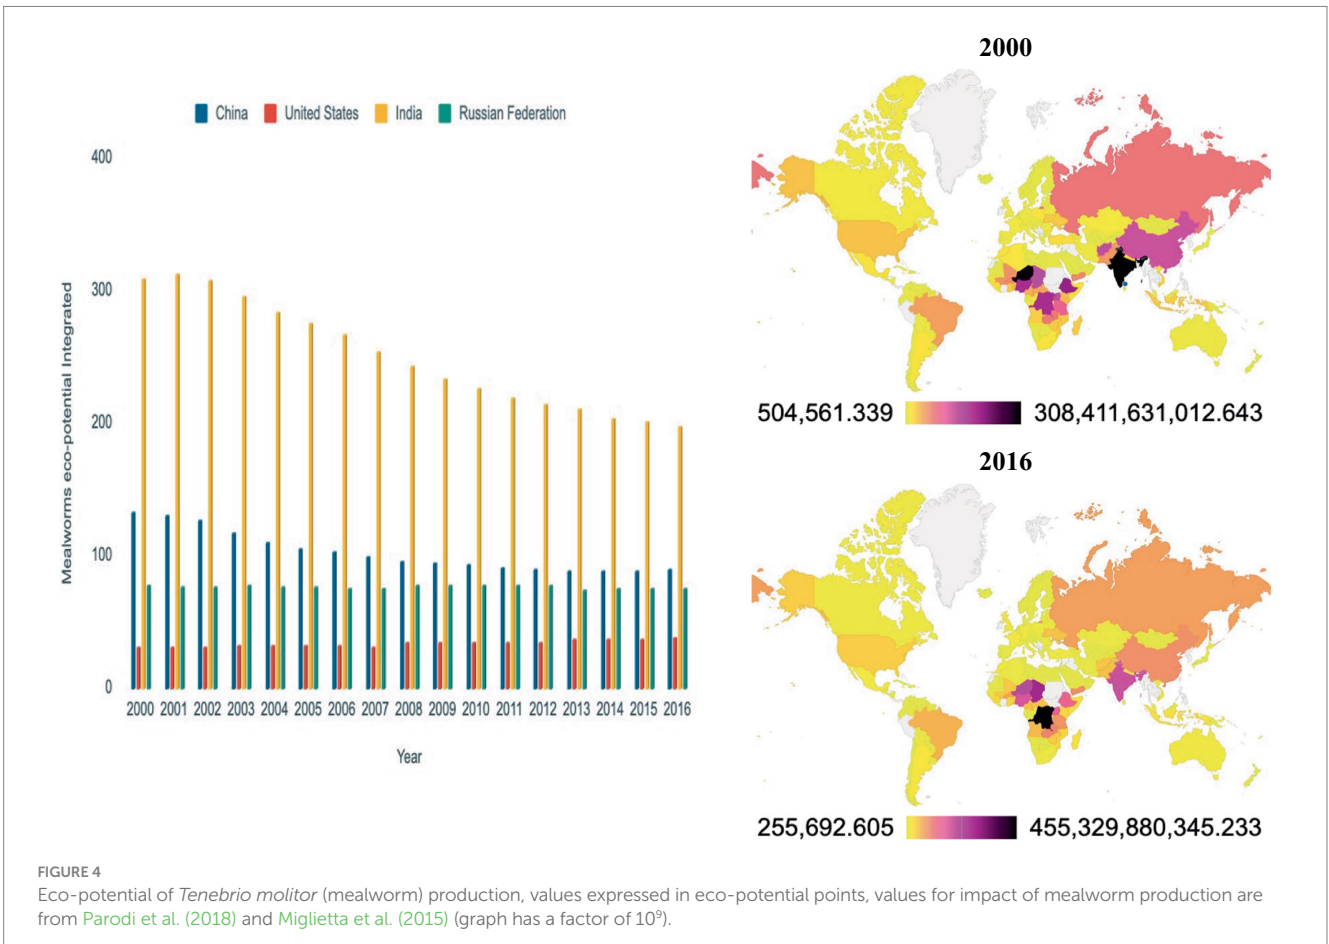 China United States India Russian Federation
Mealworms eco-potential Integrated
400
300
200
100
0
2000 2001 2002 2003 2004 2005 2006 2007 2008 2009 2010 2011 2012 2013 2014 2015 2016
Year
2000
504,561.339 308,411,631,012.643
2016
255,692.605 455,329,880,345.233
FIGURE 4
Eco-potential of Tenebrio molitor (mealworm) production, values expressed in eco-potential points, values for impact of mealworm production are
from Parodi et al. (2018) and Miglietta et al. (2015) (graph has a factor of 10⁹).